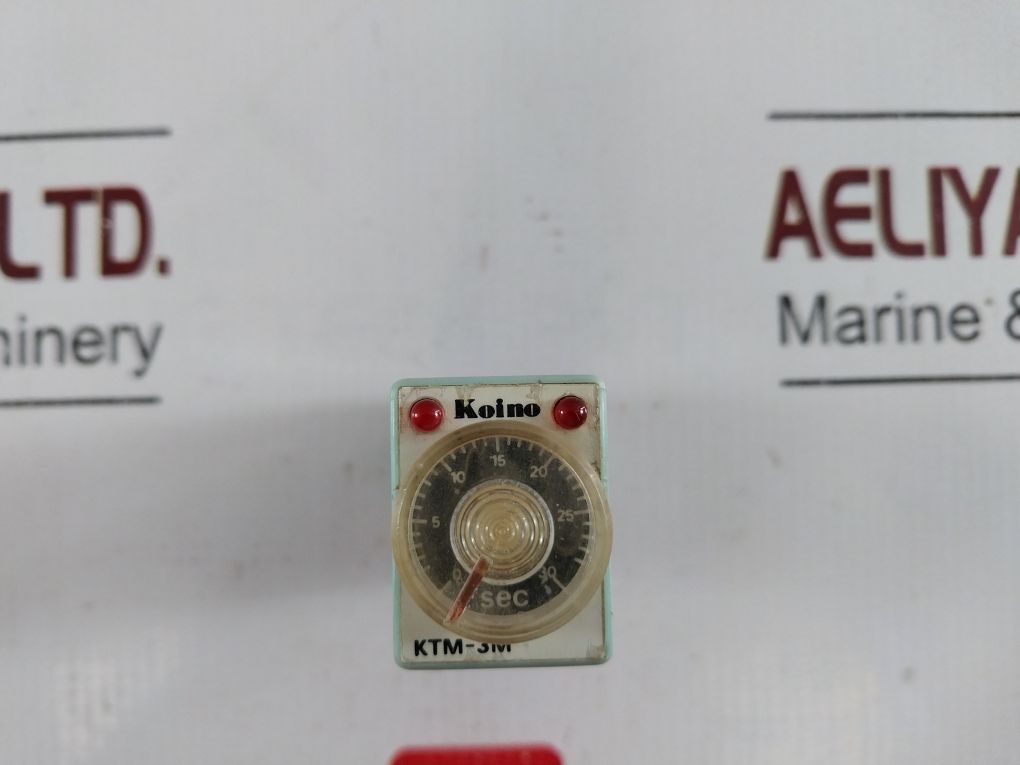 LTD.
AELIYA
hinery
Marine &
Koino
0 5 10 15 20 25 30
sec
KTM-3M